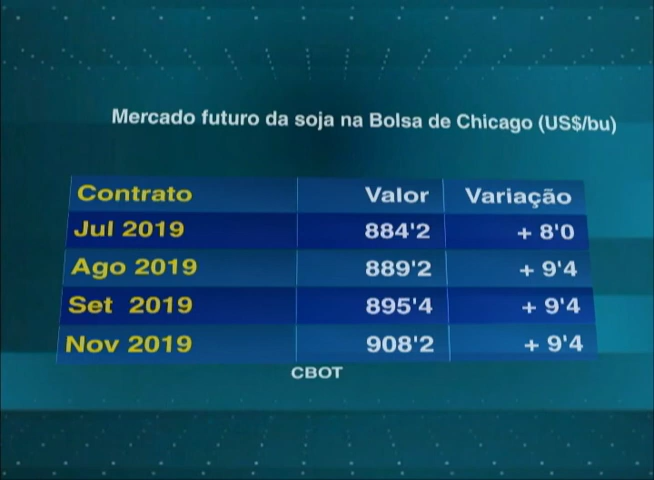 Mercado futuro da soja na Bolsa de Chicago (US$/bu)
Contrato Valor Variação
Jul 2019 884'2 + 8'0
Ago 2019 889'2 + 9'4
Set 2019 895'4 + 9'4
Nov 2019 908'2 + 9'4
CBOT